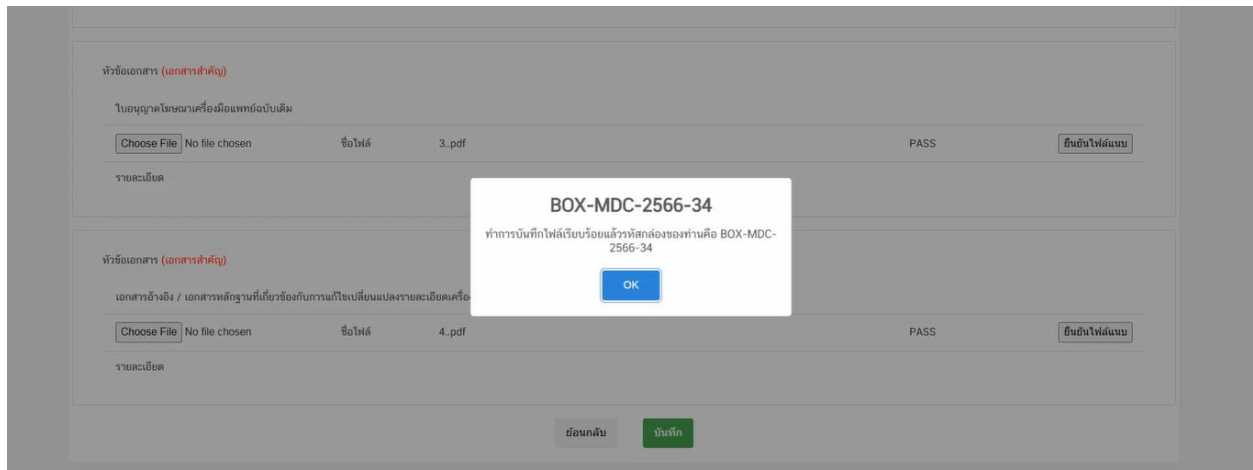 หัวข้อเอกสาร (เอกสารสำคัญ)
ใบอนุญาตโฆษณาเครื่องมือแพทย์ฉบับเดิม
Choose File No file chosen ชื่อไฟล์ 3..pdf PASS ยืนยันไฟล์แนบ
รายละเอียด
BOX-MDC-2566-34
ทำการบันทึกไฟล์เรียบร้อยแล้วรหัสกล่องของท่านคือ BOX-MDC-
2566-34
OK
หัวข้อเอกสาร (เอกสารสำคัญ)
เอกสารอ้างอิง / เอกสารหลักฐานที่เกี่ยวข้องกับการแก้ไขเปลี่ยนแปลงรายละเอียดเครื่อง
Choose File No file chosen ชื่อไฟล์ 4..pdf PASS ยืนยันไฟล์แนบ
รายละเอียด
ย้อนกลับ บันทึก